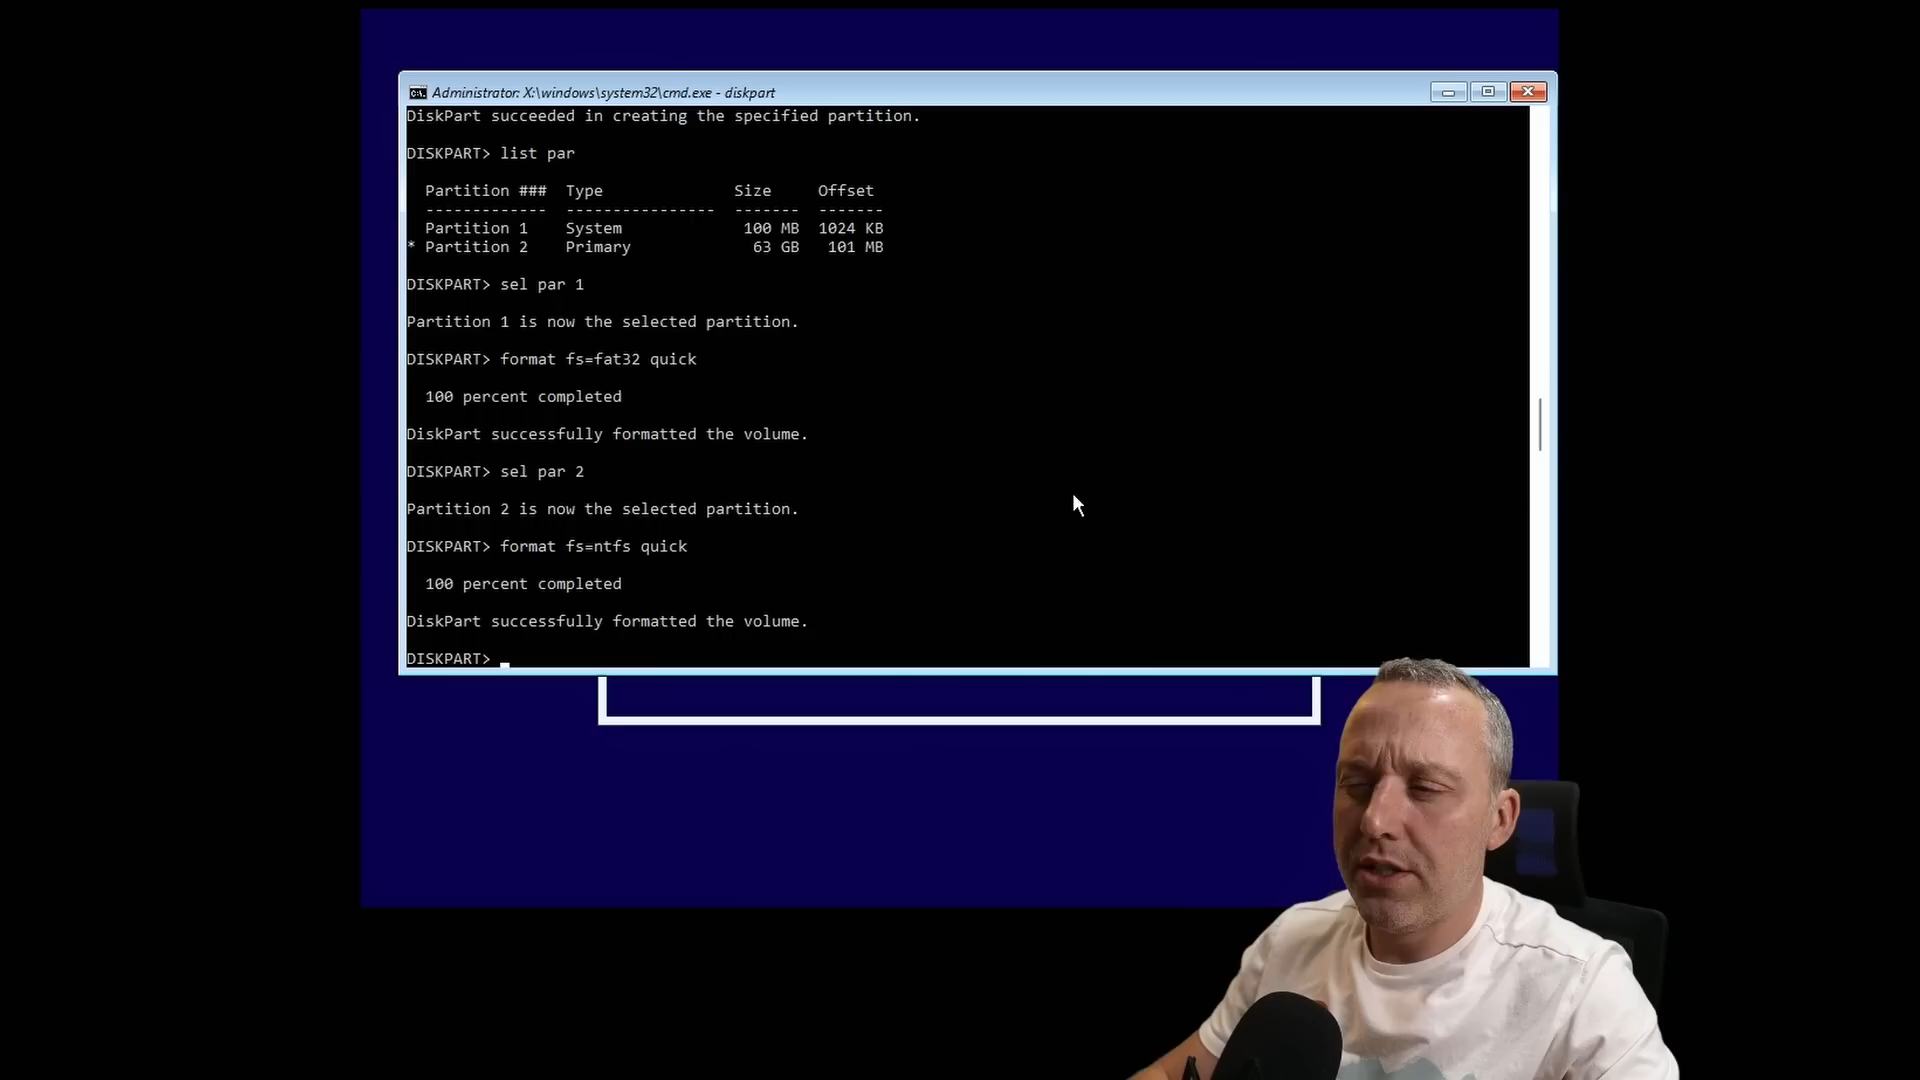 Administrator: X:\windows\system32\cmd.exe - diskpart
DiskPart succeeded in creating the specified partition.
DISKPART> list par
Partition ### Type Size Offset
------------- ---------------- ------- -------
Partition 1 System 100 MB 1024 KB
* Partition 2 Primary 63 GB 101 MB
DISKPART> sel par 1
Partition 1 is now the selected partition.
DISKPART> format fs=fat32 quick
100 percent completed
DiskPart successfully formatted the volume.
DISKPART> sel par 2
Partition 2 is now the selected partition.
DISKPART> format fs=ntfs quick
100 percent completed
DiskPart successfully formatted the volume.
DISKPART>